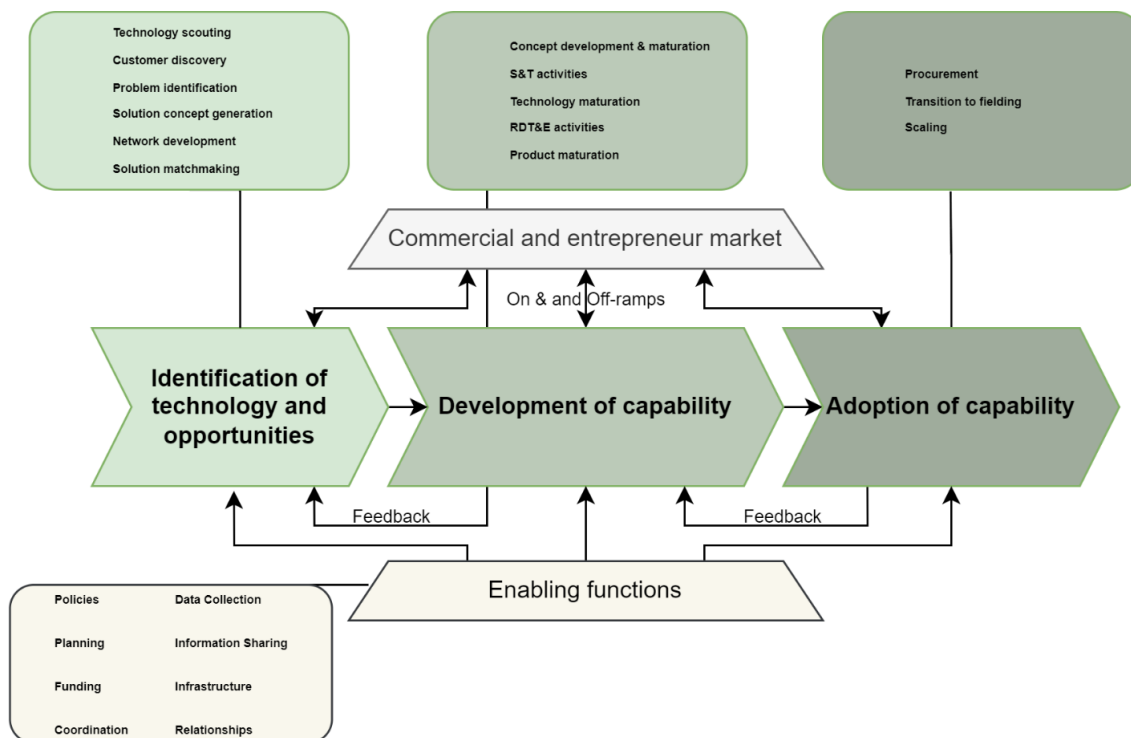 Technology scouting
Customer discovery
Problem identification
Solution concept generation
Network development
Solution matchmaking
Concept development & maturation
S&T activities
Technology maturation
RDT&E activities
Product maturation
Procurement
Transition to fielding
Scaling
Commercial and entrepreneur market
On & and Off-ramps
Identification of
technology and
opportunities
Development of capability
Adoption of capability
Feedback
Feedback
Enabling functions
Policies
Data Collection
Planning
Information Sharing
Funding
Infrastructure
Coordination
Relationships